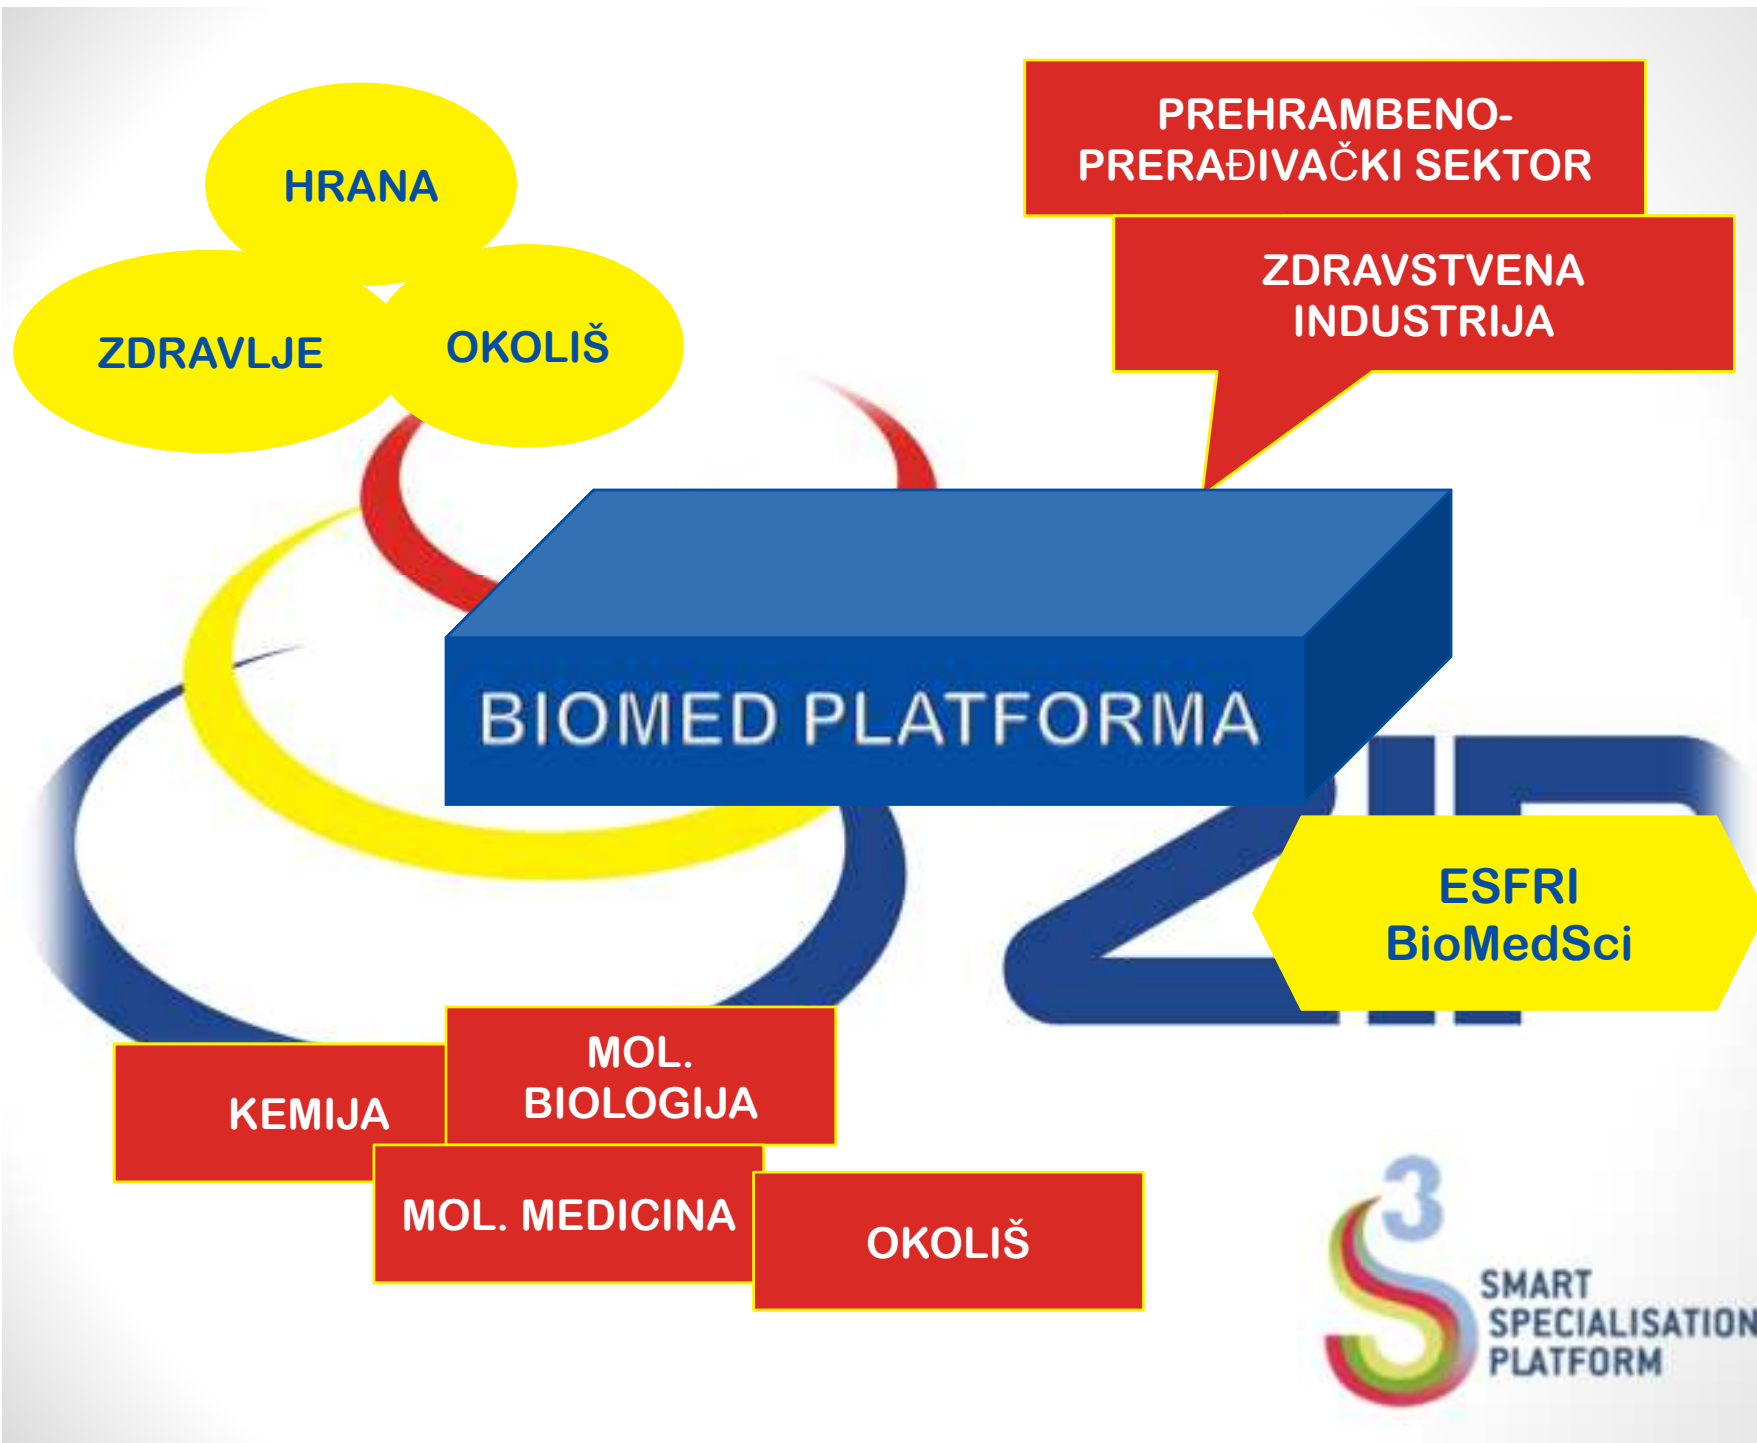 HRANA
ZDRAVLJE
OKOLIŠ
PREHRAMBENO-
PRERAĐIVAČKI SEKTOR
ZDRAVSTVENA
INDUSTRIJA
BIOMED PLATFORMA
ESFRI
BioMedSci
KEMIJA
MOL.
BIOLOGIJA
MOL. MEDICINA
OKOLIŠ
S3
SMART
SPECIALISATION
PLATFORM